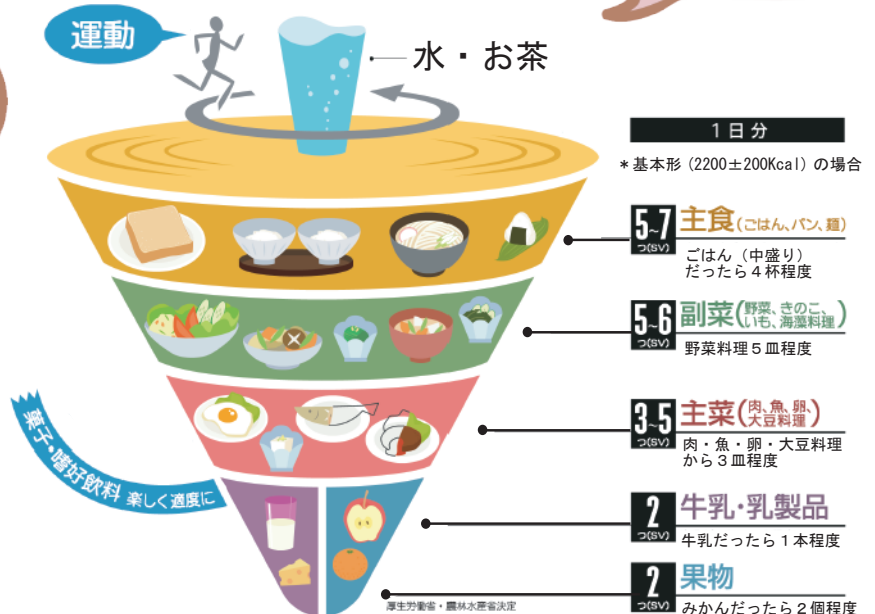 運動
水・お茶
1日分
＊基本形（2200±200Kcal）の場合
5~7
つ(SV)
主食(ごはん、パン、麺)
ごはん（中盛り）
だったら４杯程度
5~6
つ(SV)
副菜(野菜、きのこ、
いも、海藻料理)
野菜料理５皿程度
3~5
つ(SV)
主菜(肉、魚、卵、
大豆料理)
肉・魚・卵・大豆料理
から３皿程度
2
つ(SV)
牛乳・乳製品
牛乳だったら１本程度
2
つ(SV)
果物
みかんだったら２個程度
菓子・嗜好飲料 楽しく適度に
厚生労働省・農林水産省決定